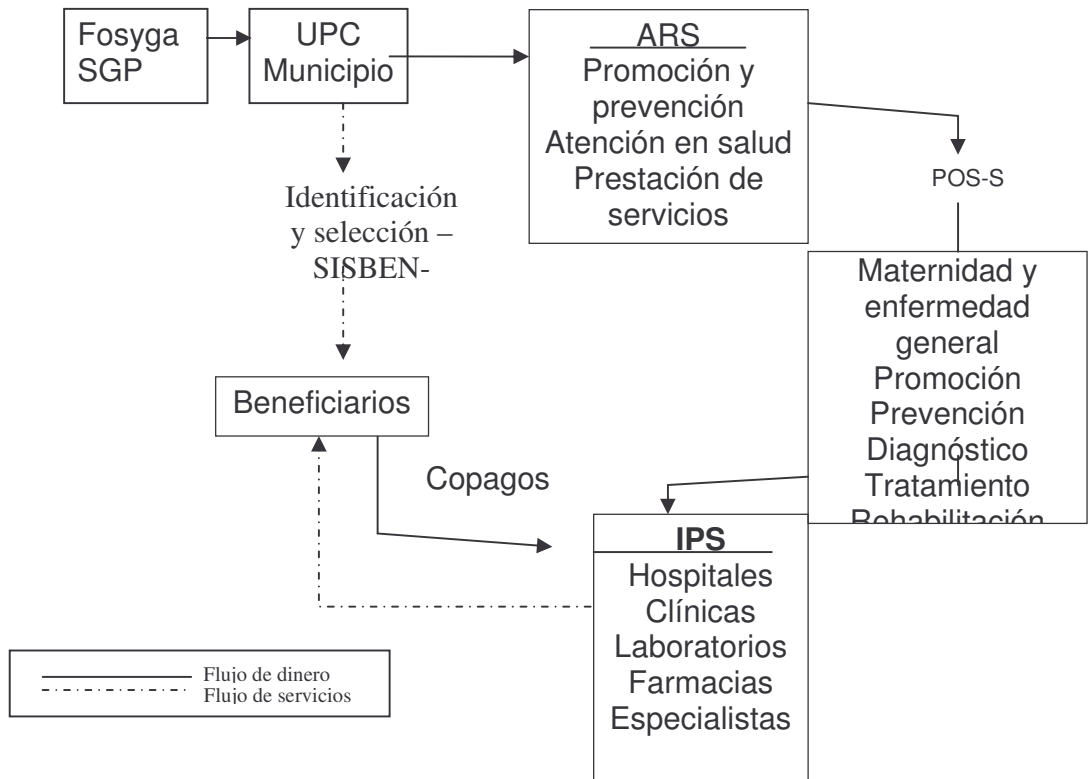 Fosyga
SGP
UPC
Municipio
ARS
Promoción y
prevención
Atención en salud
Prestación de
servicios
POS-S
Identificación
y selección –
SISBEN-
Maternidad y
enfermedad
general
Promoción
Prevención
Diagnóstico
Tratamiento
Rehabilitación
Beneficiarios
Copagos
IPS
Hospitales
Clínicas
Laboratorios
Farmacias
Especialistas
Flujo de dinero
Flujo de servicios